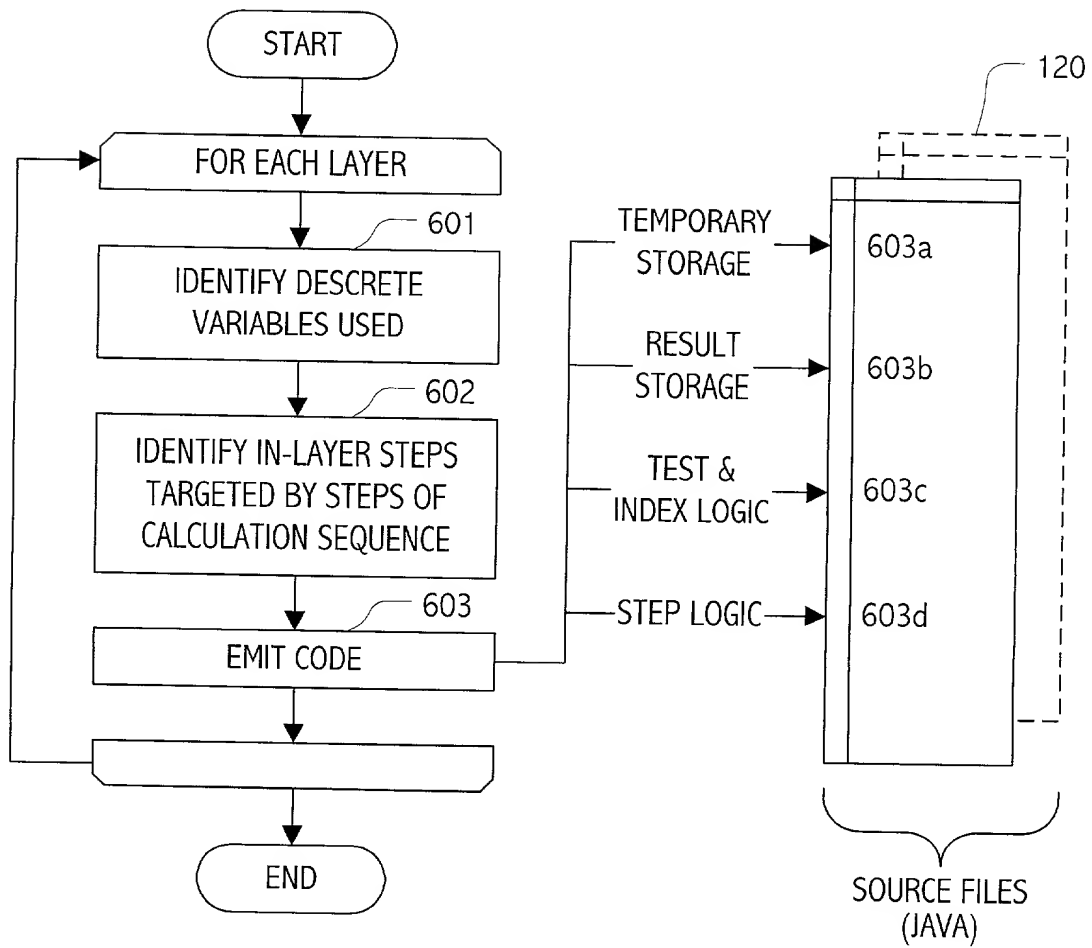 START
FOR EACH LAYER
601
IDENTIFY DESCRETE
VARIABLES USED
602
IDENTIFY IN-LAYER STEPS
TARGETED BY STEPS OF
CALCULATION SEQUENCE
603
EMIT CODE
END
TEMPORARY
STORAGE
RESULT
STORAGE
TEST &
INDEX LOGIC
STEP LOGIC
120
603a
603b
603c
603d
SOURCE FILES
(JAVA)